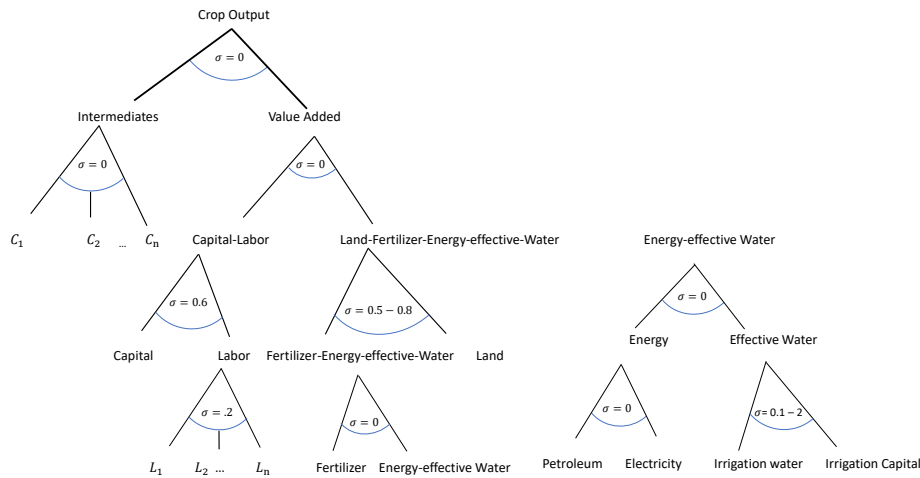 Crop Output
σ = 0
Intermediates
Value Added
σ = 0
σ = 0
C₁
C₂
...
Cₙ
Capital-Labor
Land-Fertilizer-Energy-effective-Water
Energy-effective Water
σ = 0.6
σ = 0.5 − 0.8
σ = 0
Capital
Labor
Fertilizer-Energy-effective-Water
Land
Energy
Effective Water
σ = .2
σ = 0
σ = 0
σ= 0.1 − 2
L₁
L₂ ...
Lₙ
Fertilizer
Energy-effective Water
Petroleum
Electricity
Irrigation water
Irrigation Capital